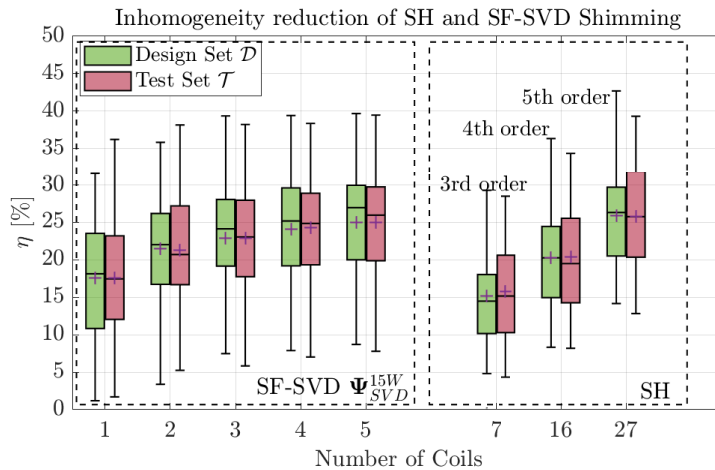 Inhomogeneity reduction of SH and SF-SVD Shimming
50
45
40
35
30
25
20
15
10
5
0
η [%]
Design Set 𝒟
Test Set 𝒯
5th order
4th order
3rd order
SF-SVD Ψ_{SVD}^{15W}
SH
1 2 3 4 5 7 16 27
Number of Coils